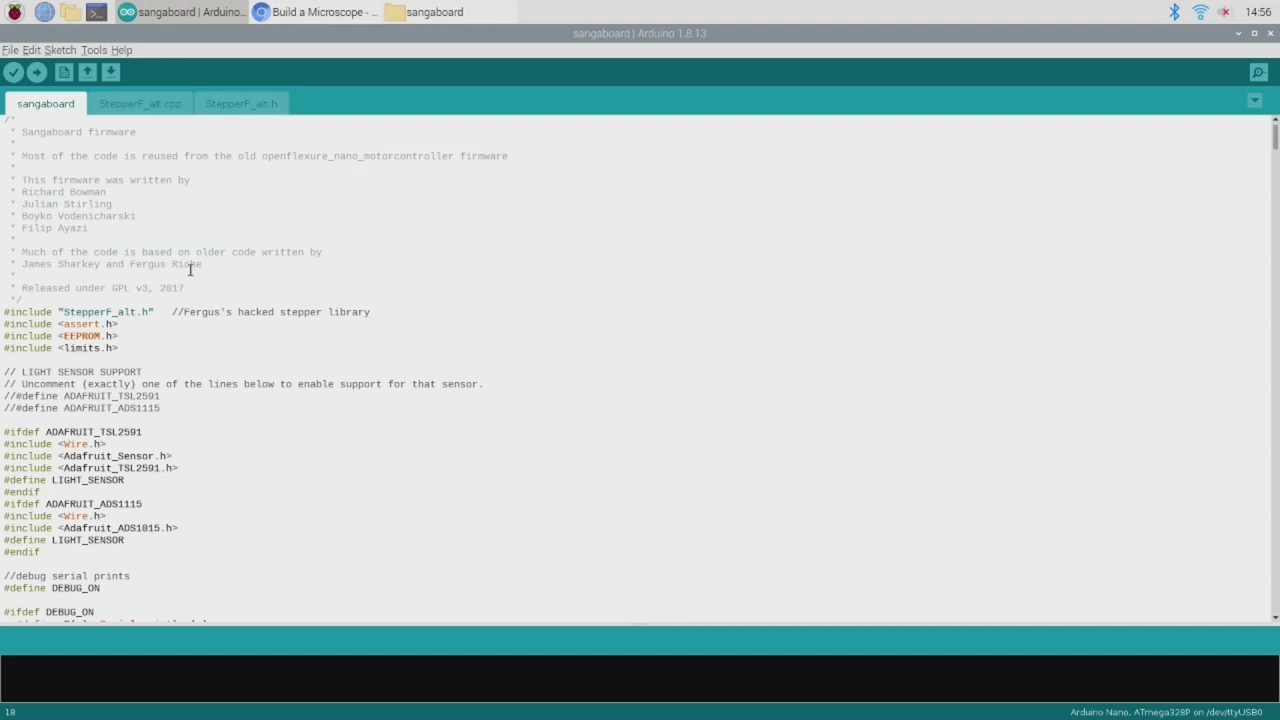 sangaboard | Arduino...
Build a Microscope - ...
sangaboard
14:56
sangaboard | Arduino 1.8.13
File Edit Sketch Tools Help
sangaboard
StepperF_alt.cpp
StepperF_alt.h
/*
* Sangaboard firmware
*
* Most of the code is reused from the old openflexure_nano_motorcontroller firmware
*
* This firmware was written by
* Richard Bowman
* Julian Stirling
* Boyko Vodenicharski
* Filip Ayazi
*
* Much of the code is based on older code written by
* James Sharkey and Fergus Riche
*
* Released under GPL v3, 2017
*/
#include "StepperF_alt.h"   //Fergus's hacked stepper library
#include <assert.h>
#include <EEPROM.h>
#include <limits.h>
// LIGHT SENSOR SUPPORT
// Uncomment (exactly) one of the lines below to enable support for that sensor.
//#define ADAFRUIT_TSL2591
//#define ADAFRUIT_ADS1115
#ifdef ADAFRUIT_TSL2591
#include <Wire.h>
#include <Adafruit_Sensor.h>
#include <Adafruit_TSL2591.h>
#define LIGHT_SENSOR
#endif
#ifdef ADAFRUIT_ADS1115
#include <Wire.h>
#include <Adafruit_ADS1015.h>
#define LIGHT_SENSOR
#endif
//debug serial prints
#define DEBUG_ON
#ifdef DEBUG_ON
18
Arduino Nano, ATmega328P on /dev/ttyUSB0